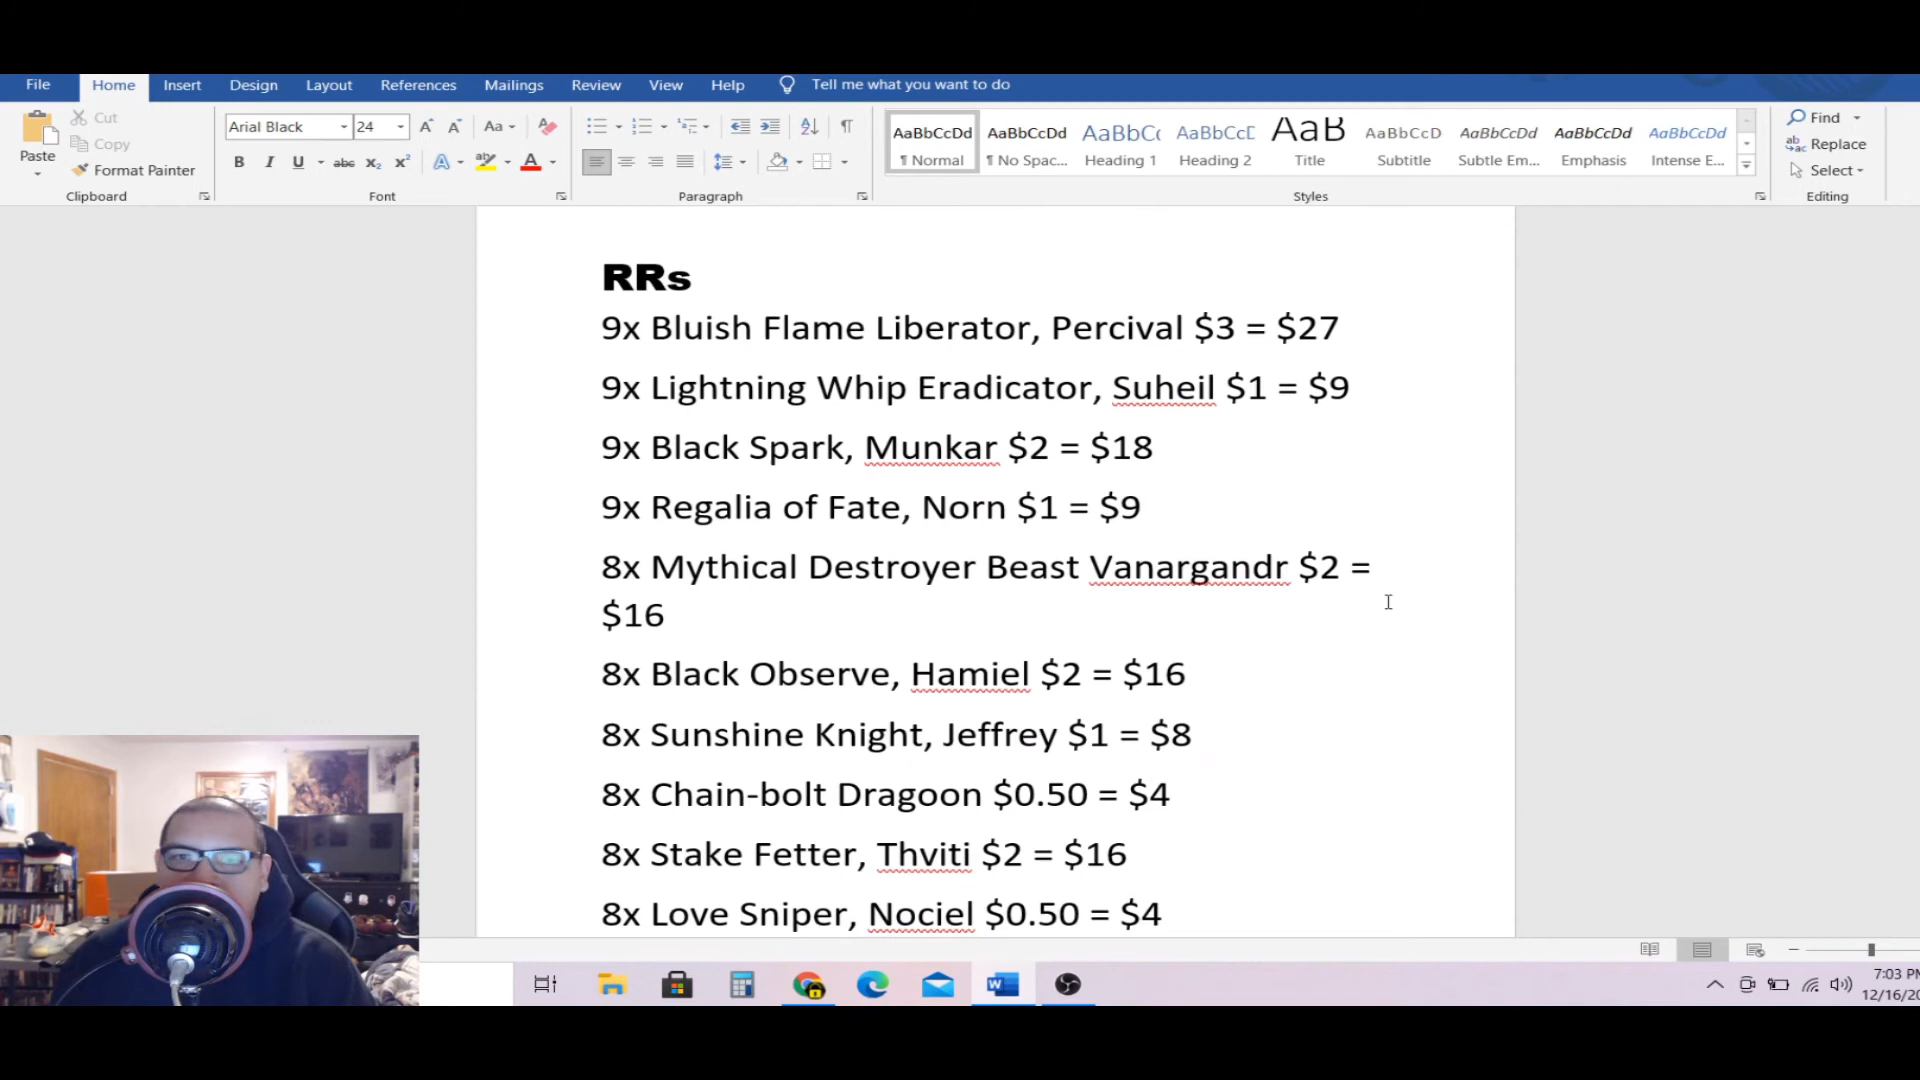 File Home Insert Design Layout References Mailings Review View Help Tell me what you want to do
Paste
Cut
Copy
Format Painter
Clipboard
Arial Black 24
Font
Paragraph
AaBbCcDd AaBbCcDd AaBbCc AaBbCcD AaB AaBbCcD AaBbCcDd AaBbCcDd AaBbCcDd
¶ Normal ¶ No Spac... Heading 1 Heading 2 Title Subtitle Subtle Em... Emphasis Intense E...
Styles
Find
Replace
Select
Editing
RRs
9x Bluish Flame Liberator, Percival $3 = $27
9x Lightning Whip Eradicator, Suheil $1 = $9
9x Black Spark, Munkar $2 = $18
9x Regalia of Fate, Norn $1 = $9
8x Mythical Destroyer Beast Vanargandr $2 =
$16
8x Black Observe, Hamiel $2 = $16
8x Sunshine Knight, Jeffrey $1 = $8
8x Chain-bolt Dragoon $0.50 = $4
8x Stake Fetter, Thviti $2 = $16
8x Love Sniper, Nociel $0.50 = $4
7:03 PM
12/16/20